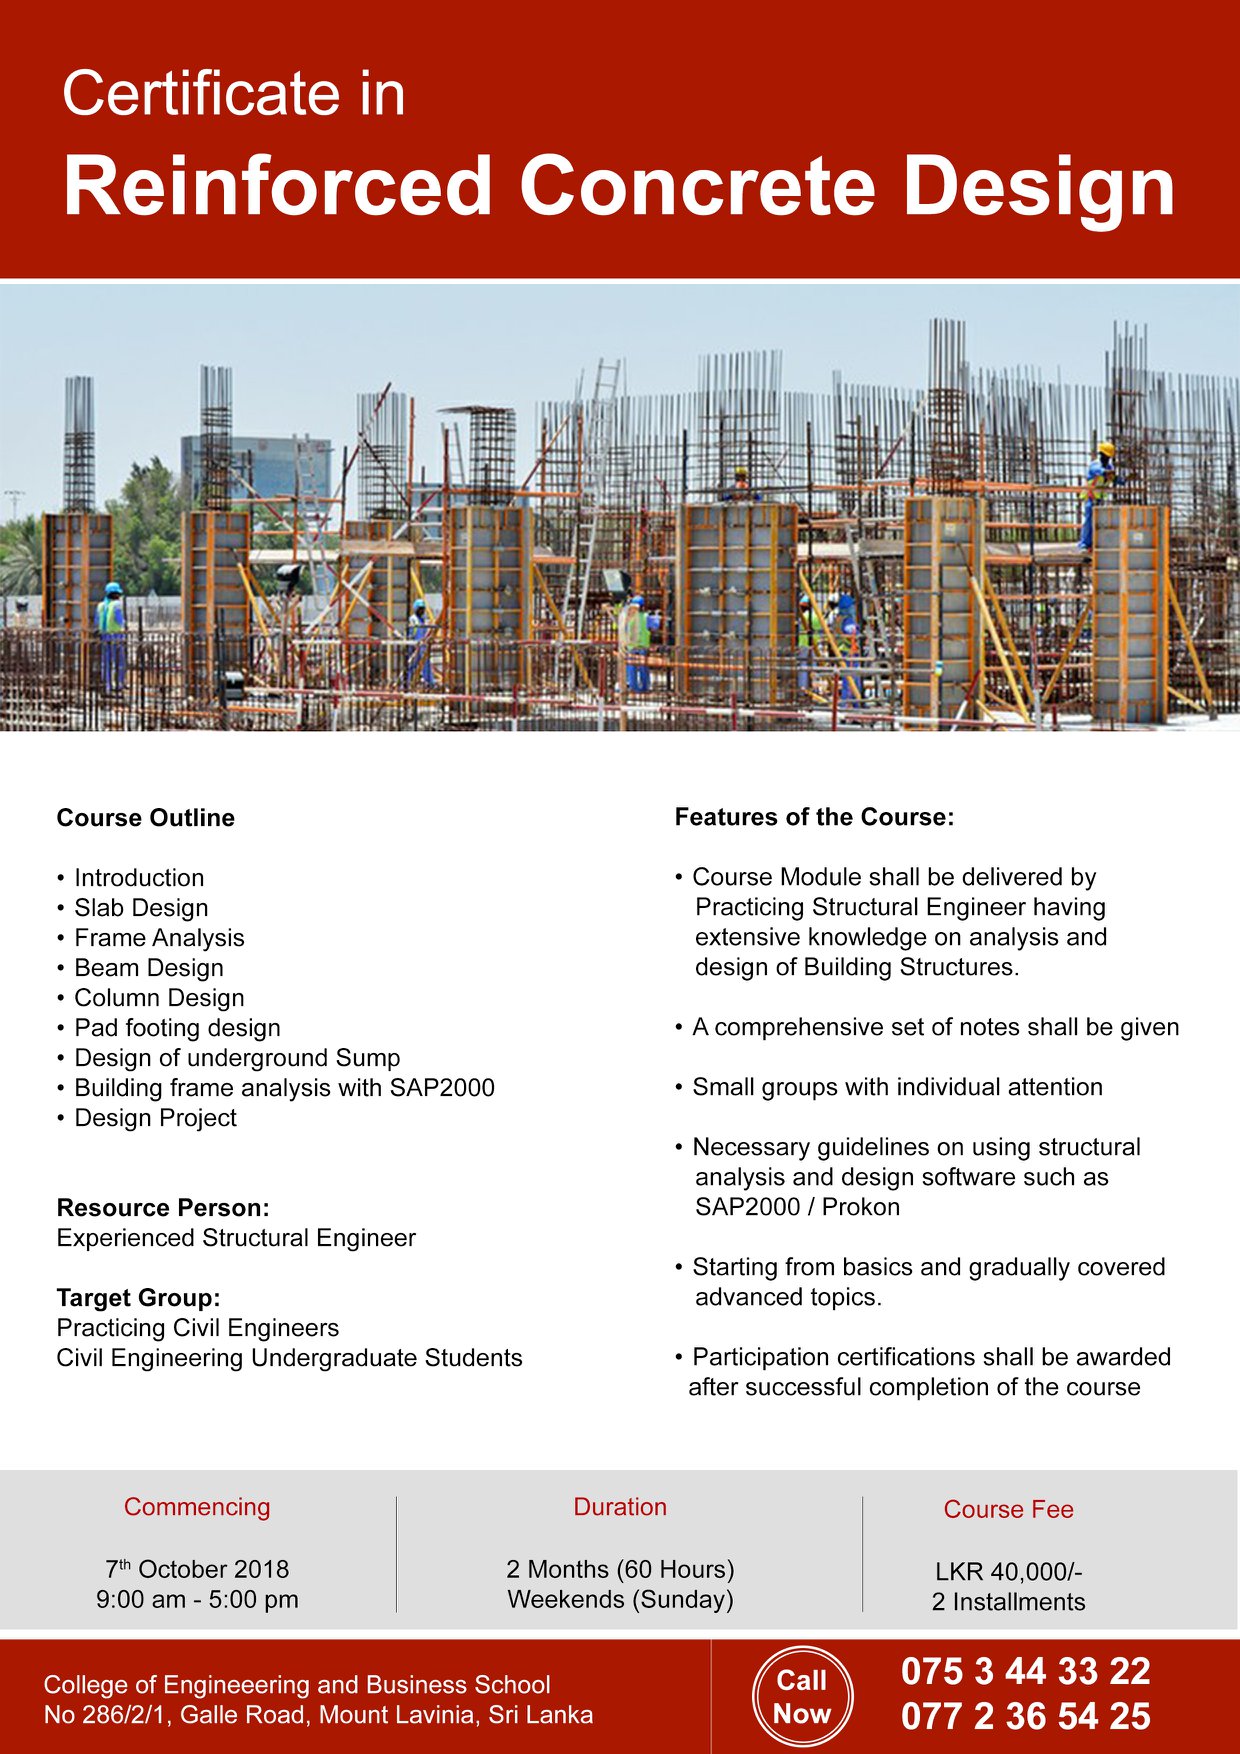 Certificate in
Reinforced Concrete Design
Course Outline
• Introduction
• Slab Design
• Frame Analysis
• Beam Design
• Column Design
• Pad footing design
• Design of underground Sump
• Building frame analysis with SAP2000
• Design Project
Resource Person:
Experienced Structural Engineer
Target Group:
Practicing Civil Engineers
Civil Engineering Undergraduate Students
Features of the Course:
• Course Module shall be delivered by
Practicing Structural Engineer having
extensive knowledge on analysis and
design of Building Structures.
• A comprehensive set of notes shall be given
• Small groups with individual attention
• Necessary guidelines on using structural
analysis and design software such as
SAP2000 / Prokon
• Starting from basics and gradually covered
advanced topics.
• Participation certifications shall be awarded
after successful completion of the course
Commencing
7th October 2018
9:00 am - 5:00 pm
Duration
2 Months (60 Hours)
Weekends (Sunday)
Course Fee
LKR 40,000/-
2 Installments
College of Engineeering and Business School
No 286/2/1, Galle Road, Mount Lavinia, Sri Lanka
Call
Now
075 3 44 33 22
077 2 36 54 25